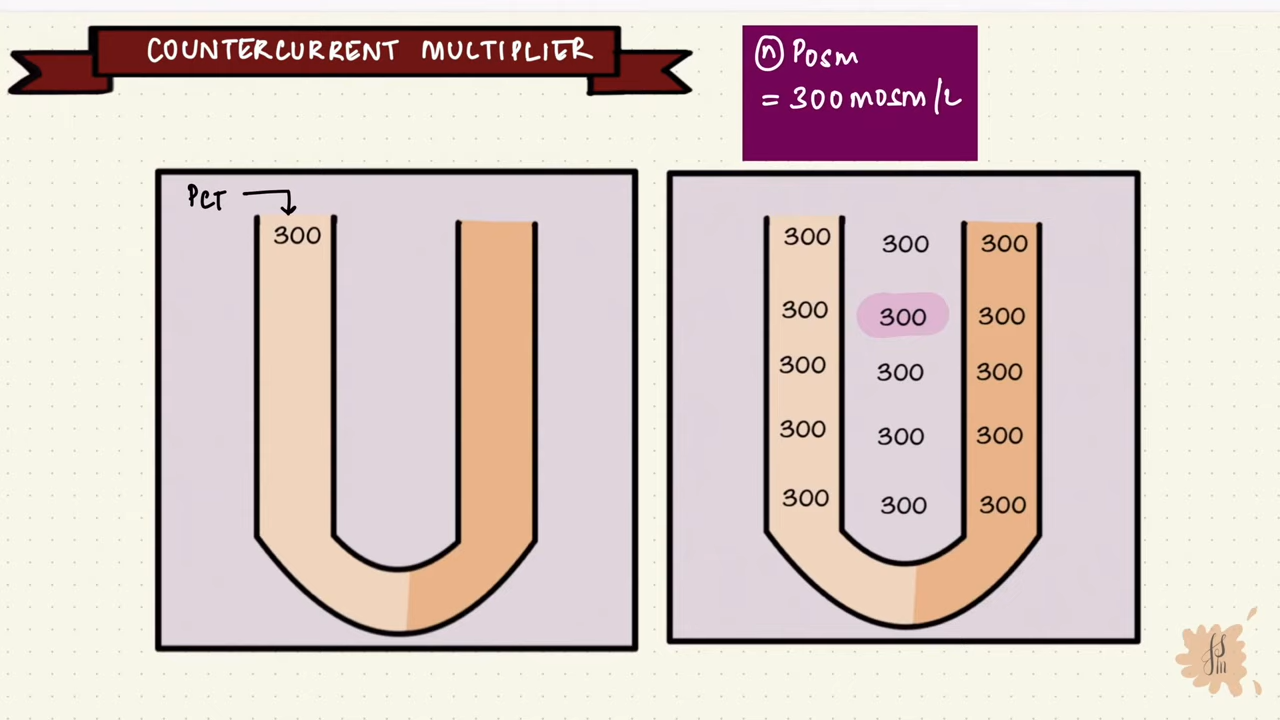 COUNTERCURRENT MULTIPLIER
ⓝ POSM
= 300 MOSM/L
PCT
300
300 300 300
300 300 300
300 300 300
300 300 300
300 300 300